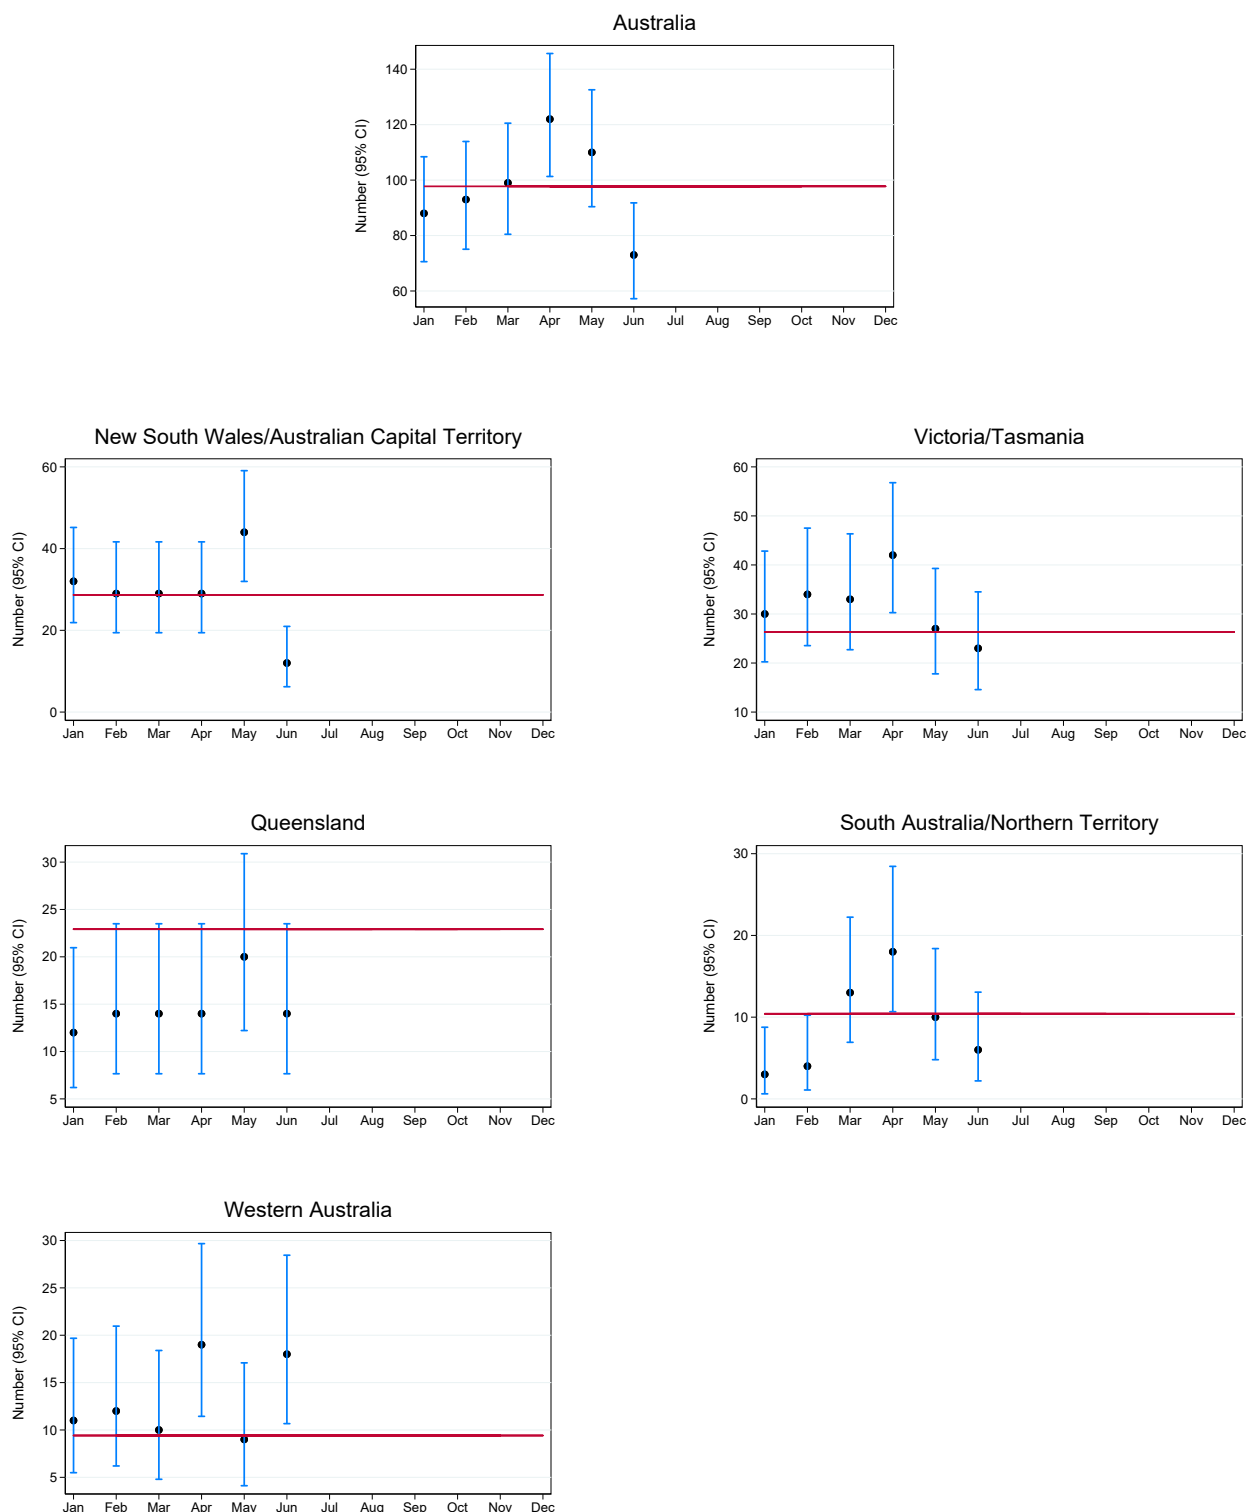 Australia
Number (95% CI)
140
120
100
80
60
Jan Feb Mar Apr May Jun Jul Aug Sep Oct Nov Dec
New South Wales/Australian Capital Territory
Number (95% CI)
60
40
20
0
Jan Feb Mar Apr May Jun Jul Aug Sep Oct Nov Dec
Victoria/Tasmania
Number (95% CI)
60
50
40
30
20
10
Jan Feb Mar Apr May Jun Jul Aug Sep Oct Nov Dec
Queensland
Number (95% CI)
30
25
20
15
10
5
Jan Feb Mar Apr May Jun Jul Aug Sep Oct Nov Dec
South Australia/Northern Territory
Number (95% CI)
30
20
10
0
Jan Feb Mar Apr May Jun Jul Aug Sep Oct Nov Dec
Western Australia
Number (95% CI)
30
25
20
15
10
5
Jan Feb Mar Apr May Jun Jul Aug Sep Oct Nov Dec